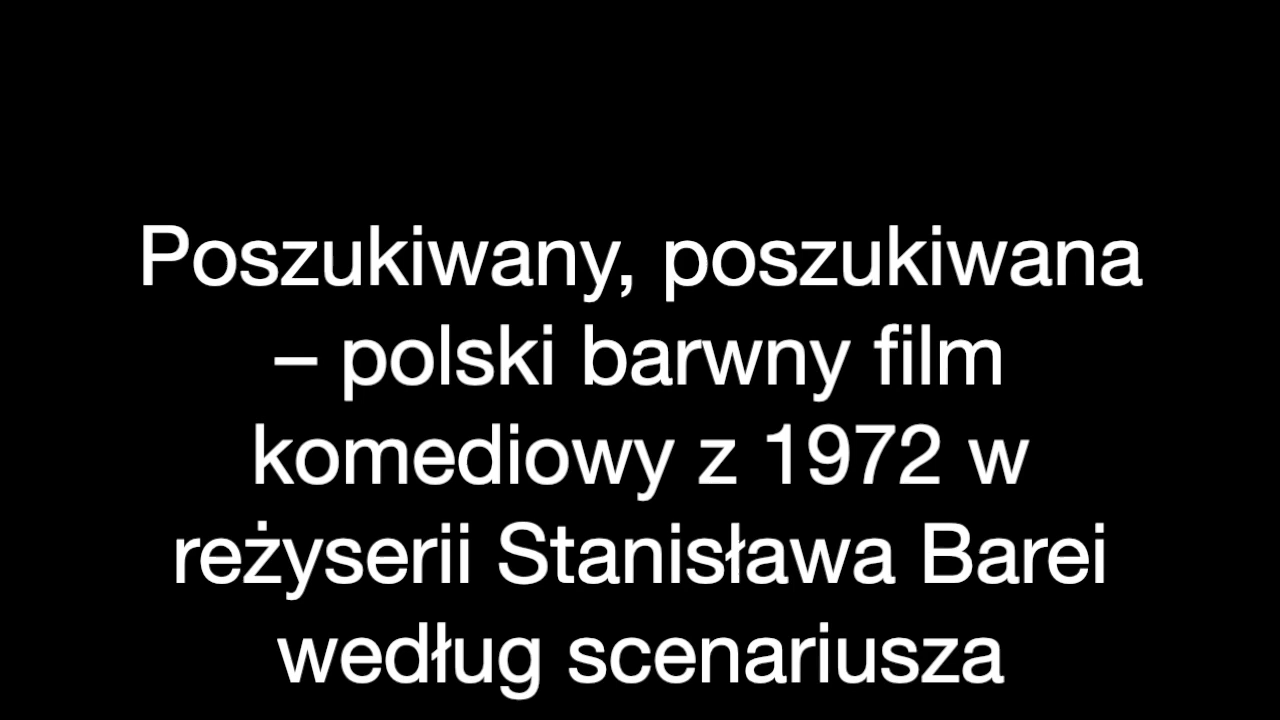 Poszukiwany, poszukiwana
– polski barwny film
komediowy z 1972 w
reżyserii Stanisława Barei
według scenariusza